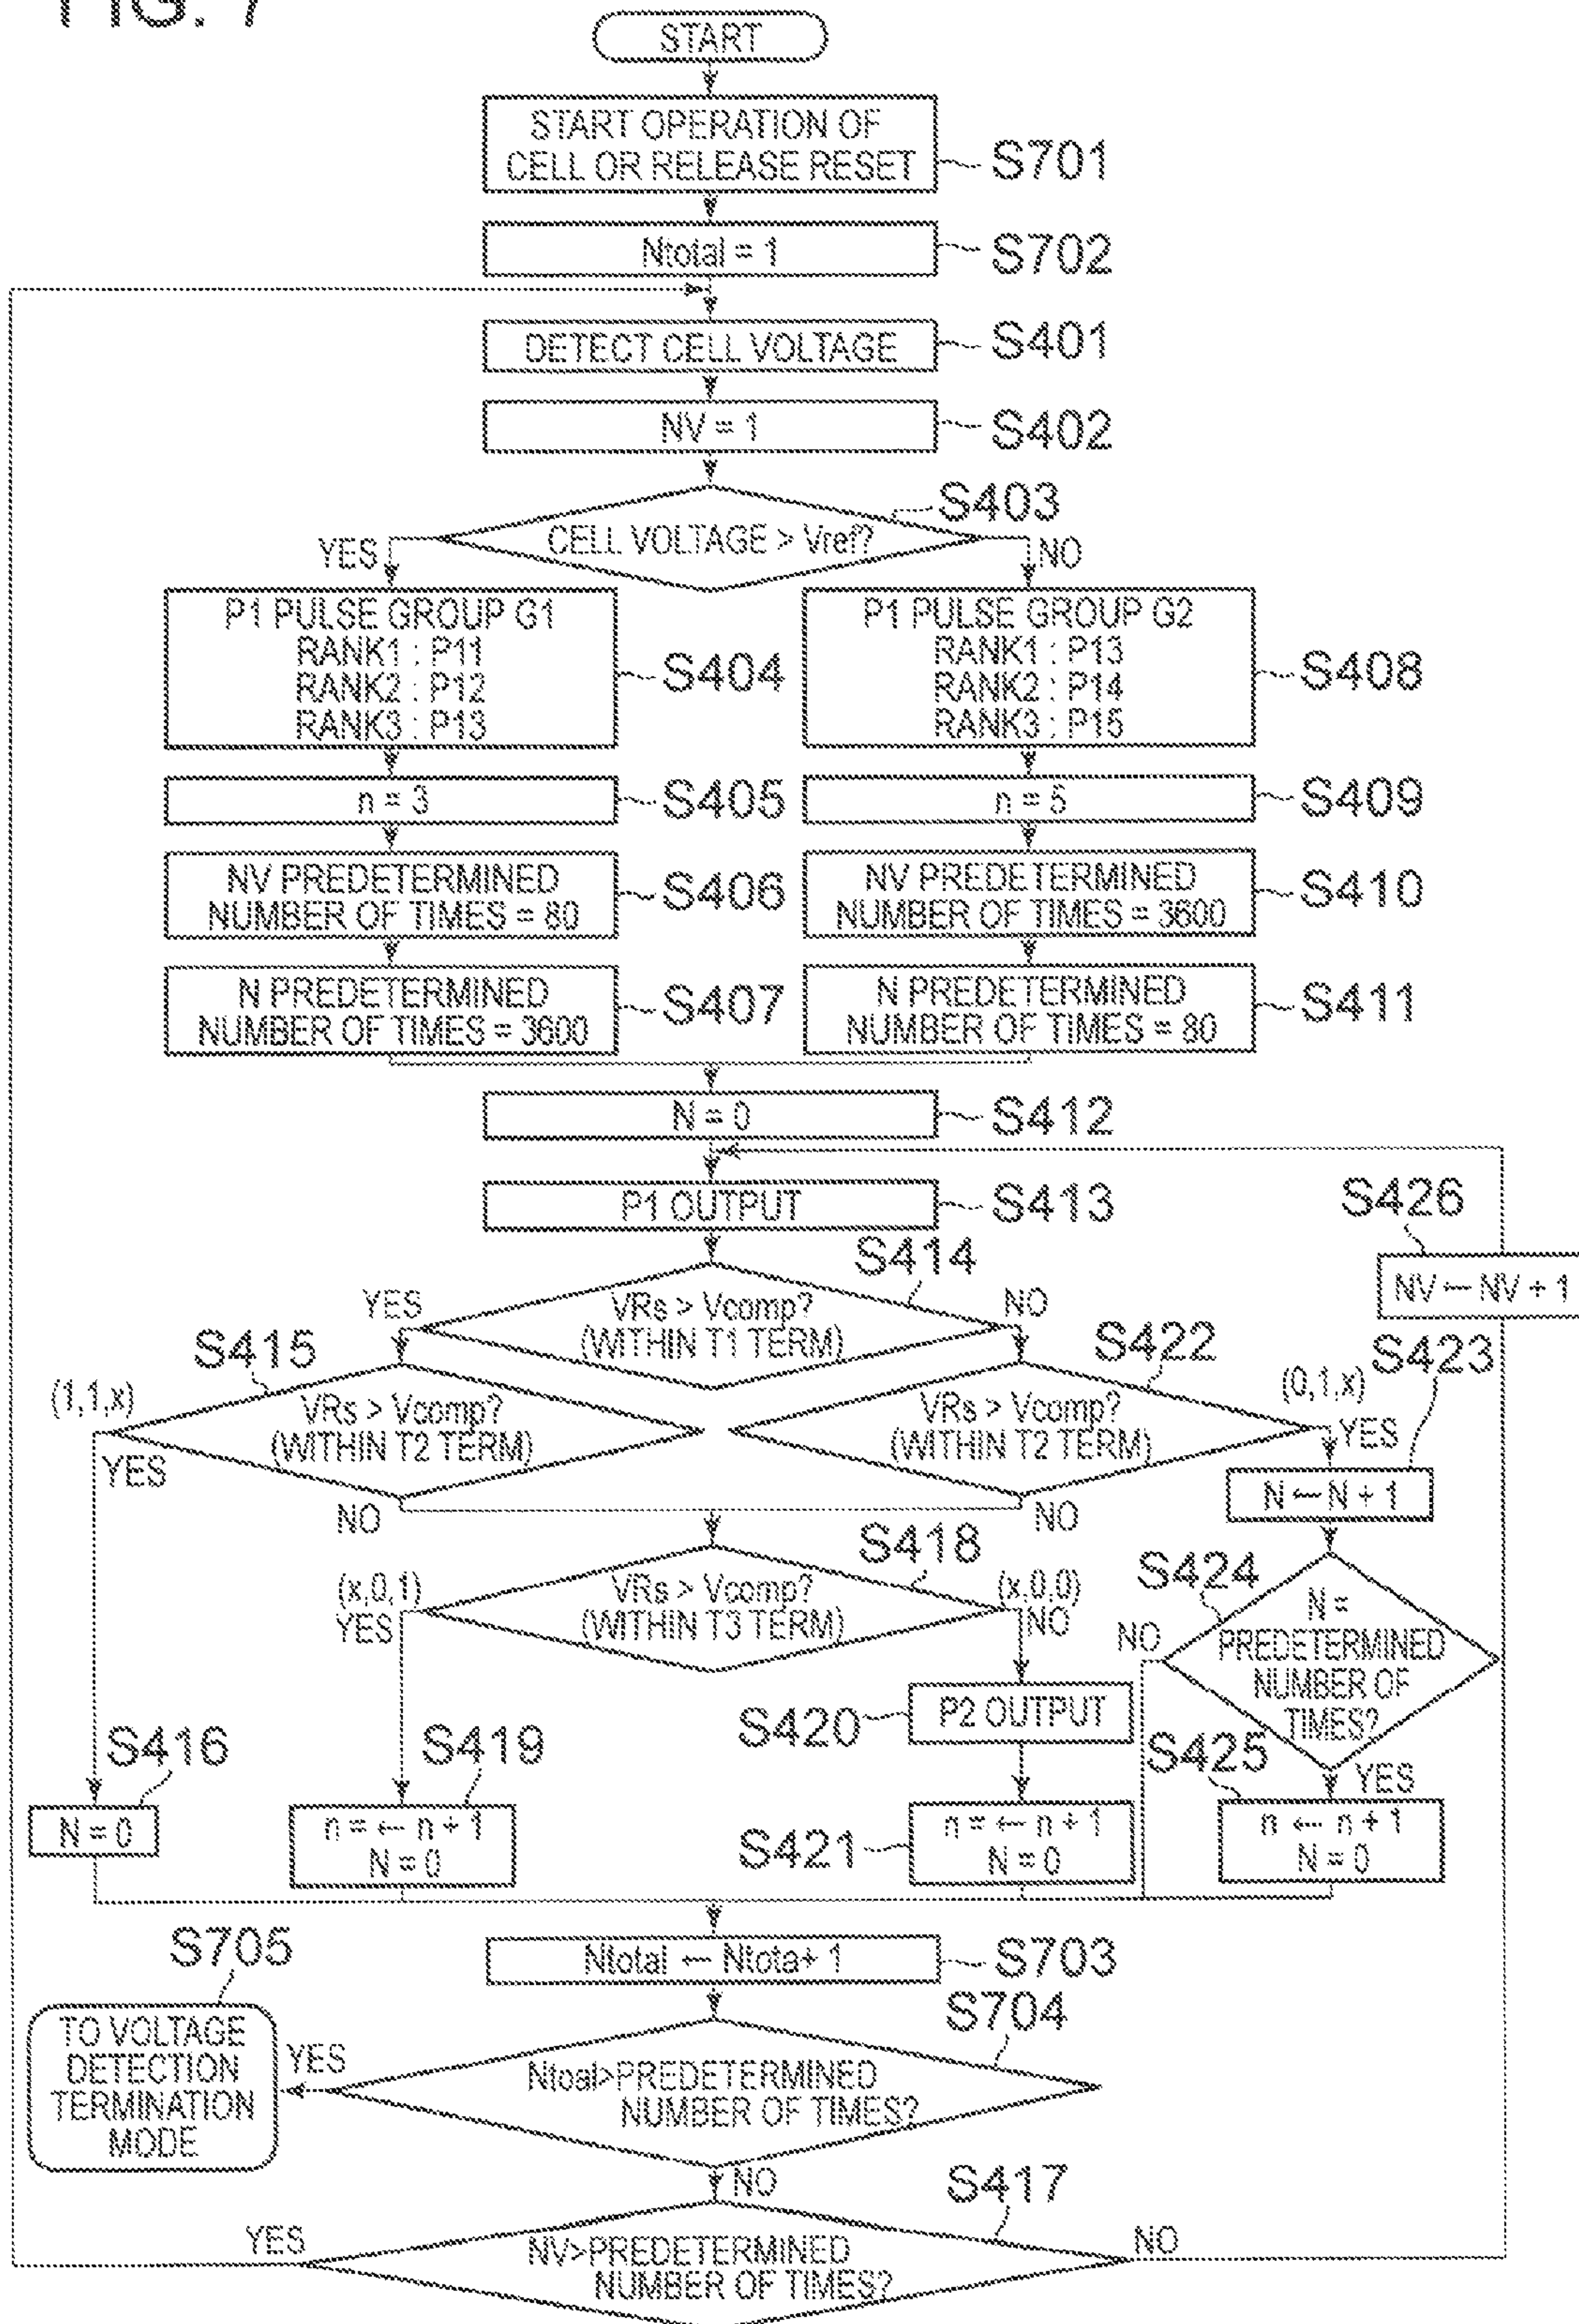 FIG. 7
START
START OPERATION OF
CELL OR RELEASE RESET
S701
Ntotal = 1
S702
DETECT CELL VOLTAGE
S401
NV = 1
S402
S403
CELL VOLTAGE > Vref?
YES
NO
P1 PULSE GROUP G1
RANK1 : P11
RANK2 : P12
RANK3 : P13
S404
P1 PULSE GROUP G2
RANK1 : P13
RANK2 : P14
RANK3 : P15
S408
n = 3
S405
n = 5
S409
NV PREDETERMINED
NUMBER OF TIMES = 80
S406
NV PREDETERMINED
NUMBER OF TIMES = 3600
S410
N PREDETERMINED
NUMBER OF TIMES = 3600
S407
N PREDETERMINED
NUMBER OF TIMES = 80
S411
N = 0
S412
P1 OUTPUT
S413
S426
NV ← NV + 1
S414
VRs > Vcomp?
(WITHIN T1 TERM)
YES
NO
S415
(1,1,x)
VRs > Vcomp?
(WITHIN T2 TERM)
YES
NO
S422
(0,1,x)
VRs > Vcomp?
(WITHIN T2 TERM)
YES
NO
S423
N ← N + 1
S418
(x,0,1)
YES
VRs > Vcomp?
(WITHIN T3 TERM)
(x,0,0)
NO
S424
N =
PREDETERMINED
NUMBER OF
TIMES?
NO
YES
S420
P2 OUTPUT
S416
N = 0
S419
n = ← n + 1
N = 0
S421
n = ← n + 1
N = 0
S425
n ← n + 1
N = 0
Ntotal ← Ntota+ 1
S703
S705
TO VOLTAGE
DETECTION
TERMINATION
MODE
S704
YES
Ntoal>PREDETERMINED
NUMBER OF TIMES?
NO
S417
YES
NV>PREDETERMINED
NUMBER OF TIMES?
NO